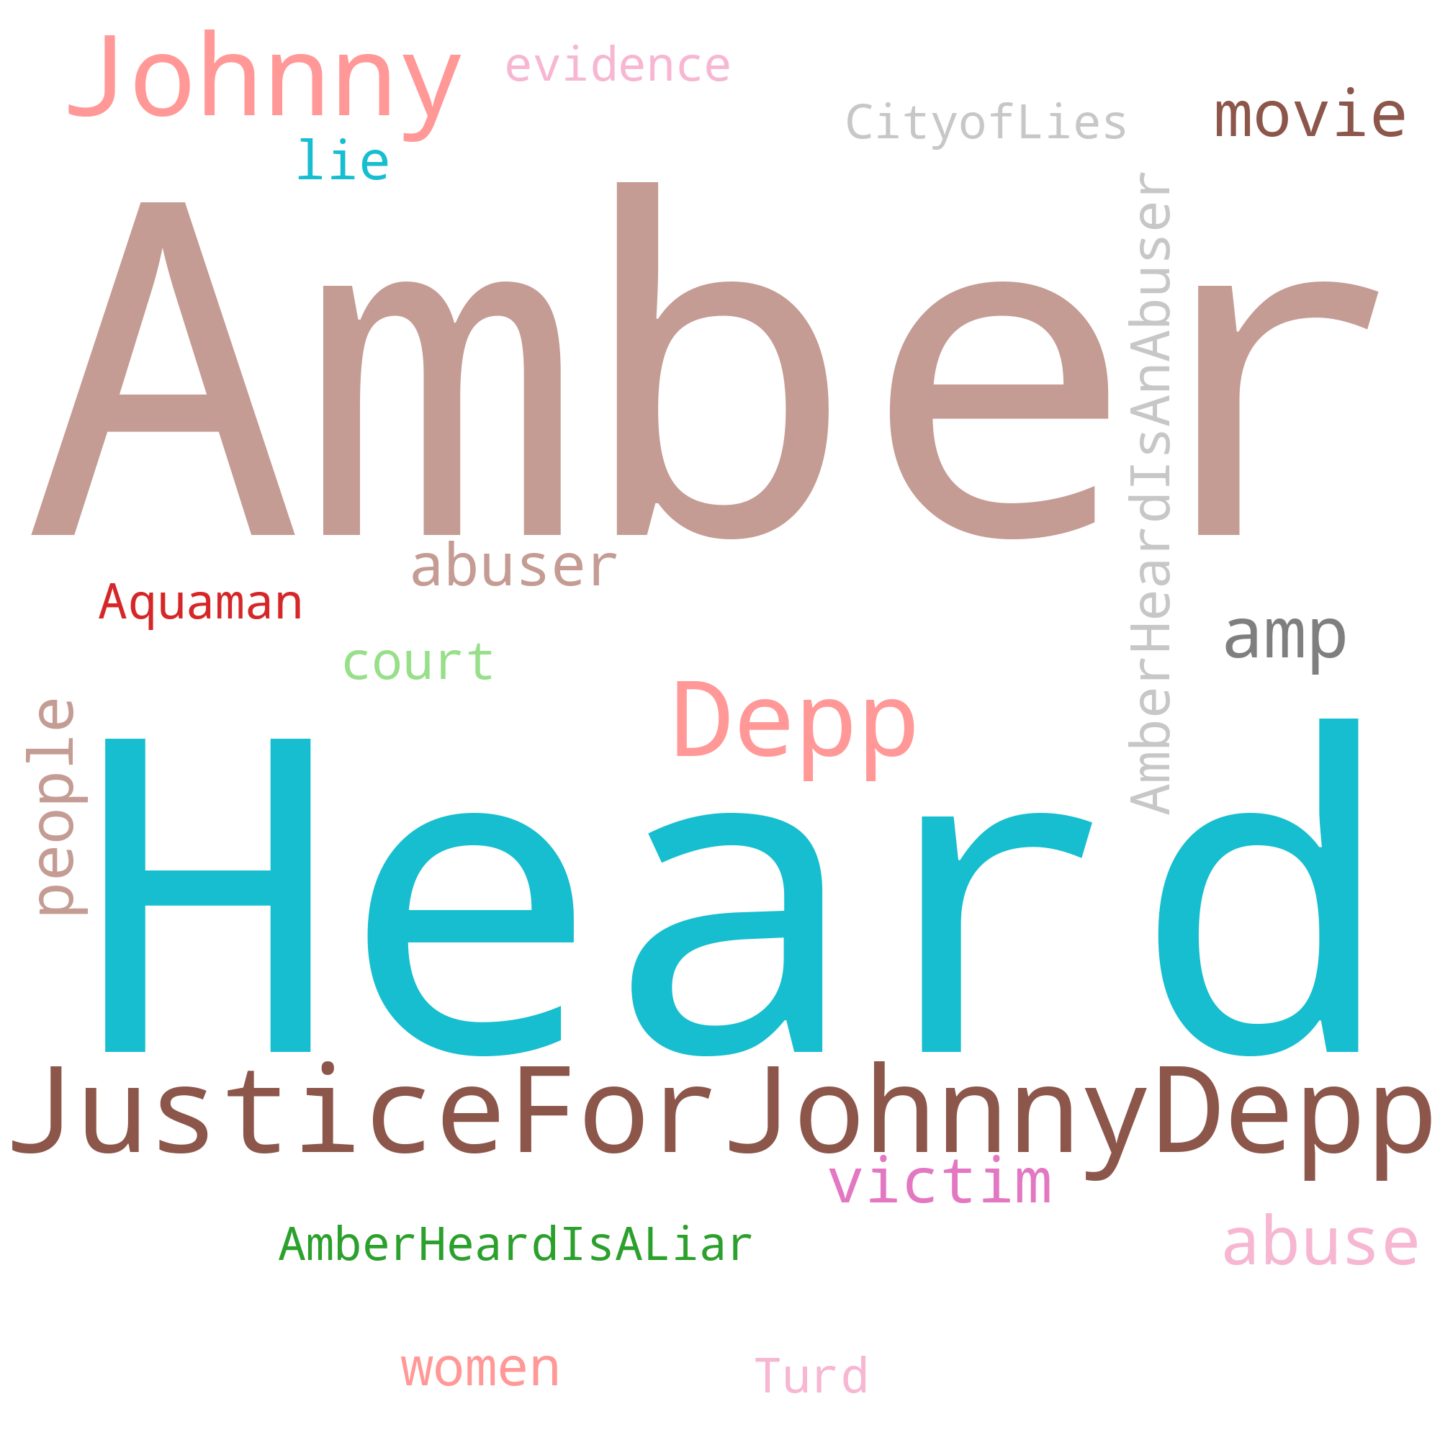 Johnny
evidence
CityofLies
movie
lie
Amber
AmberHeardIsAnAbuser
abuser
Aquaman
amp
court
Depp
people
Heard
JusticeForJohnnyDepp
victim
AmberHeardIsALiar
abuse
women
Turd